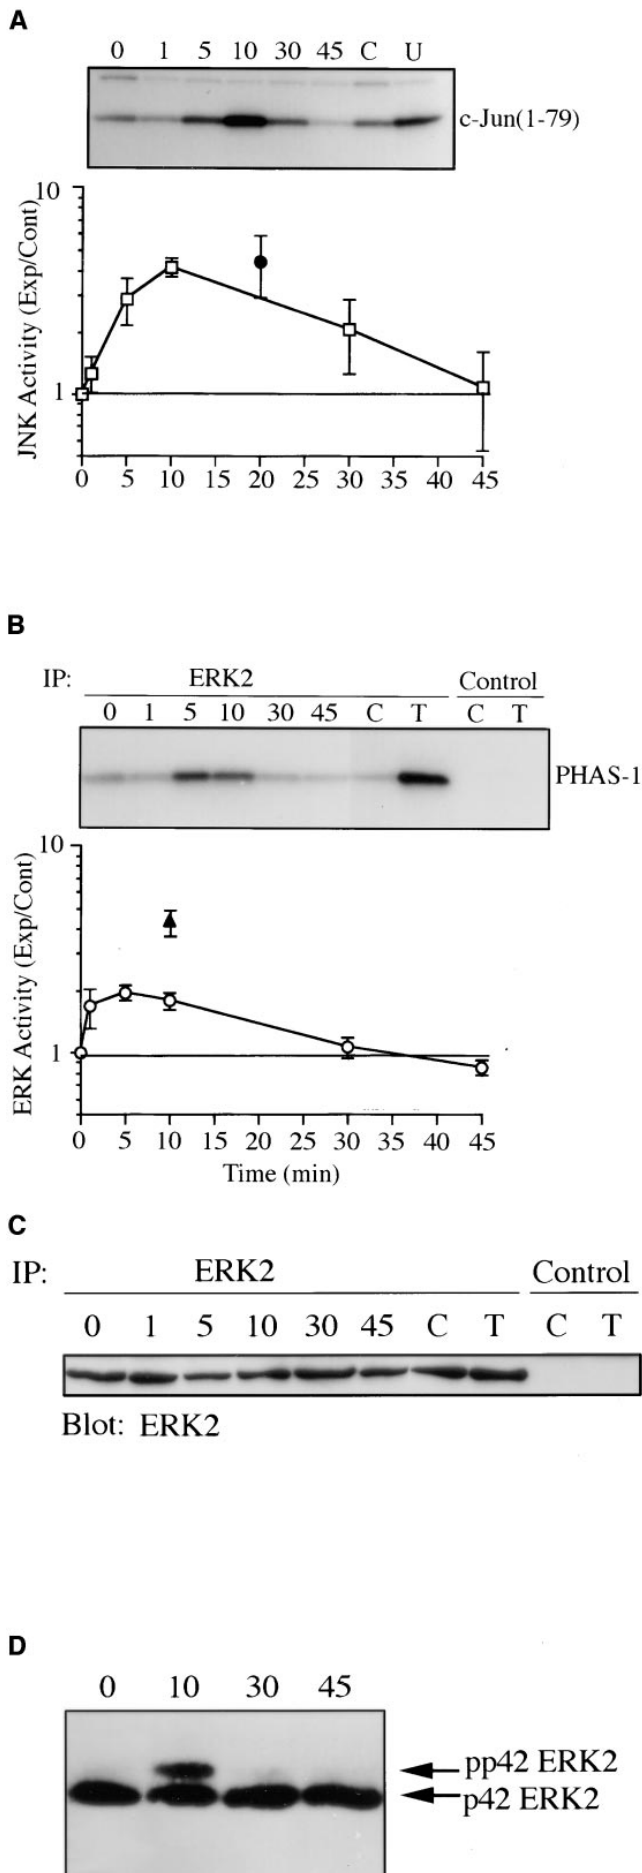 A
0 1 5 10 30 45 C U
c-Jun(1-79)
10
1
JNK Activity (Exp/Cont)
0 5 10 15 20 25 30 35 40 45
B
IP: ERK2 Control
0 1 5 10 30 45 C T C T
PHAS-1
10
1
ERK Activity (Exp/Cont)
0 5 10 15 20 25 30 35 40 45
Time (min)
C
IP: ERK2 Control
0 1 5 10 30 45 C T C T
Blot: ERK2
D
0 10 30 45
pp42 ERK2
p42 ERK2